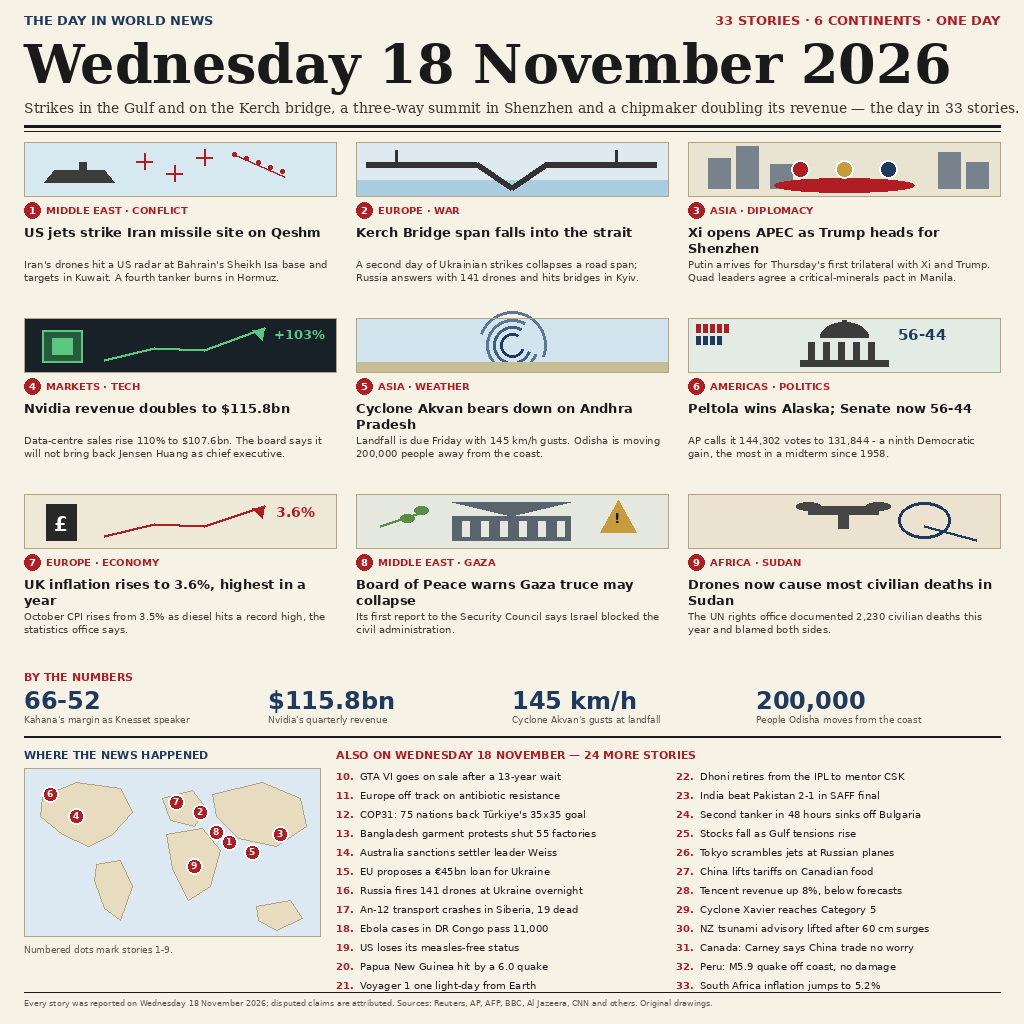 THE DAY IN WORLD NEWS
33 STORIES · 6 CONTINENTS · ONE DAY
Wednesday 18 November 2026
Strikes in the Gulf and on the Kerch bridge, a three-way summit in Shenzhen and a chipmaker doubling its revenue — the day in 33 stories.
1 MIDDLE EAST · CONFLICT
US jets strike Iran missile site on Qeshm
Iran's drones hit a US radar at Bahrain's Sheikh Isa base and
targets in Kuwait. A fourth tanker burns in Hormuz.
2 EUROPE · WAR
Kerch Bridge span falls into the strait
A second day of Ukrainian strikes collapses a road span;
Russia answers with 141 drones and hits bridges in Kyiv.
3 ASIA · DIPLOMACY
Xi opens APEC as Trump heads for
Shenzhen
Putin arrives for Thursday's first trilateral with Xi and Trump.
Quad leaders agree a critical-minerals pact in Manila.
+103%
4 MARKETS · TECH
Nvidia revenue doubles to $115.8bn
Data-centre sales rise 110% to $107.6bn. The board says it
will not bring back Jensen Huang as chief executive.
5 ASIA · WEATHER
Cyclone Akvan bears down on Andhra
Pradesh
Landfall is due Friday with 145 km/h gusts. Odisha is moving
200,000 people away from the coast.
56-44
6 AMERICAS · POLITICS
Peltola wins Alaska; Senate now 56-44
AP calls it 144,302 votes to 131,844 - a ninth Democratic
gain, the most in a midterm since 1958.
£
3.6%
7 EUROPE · ECONOMY
UK inflation rises to 3.6%, highest in a
year
October CPI rises from 3.5% as diesel hits a record high, the
statistics office says.
!
8 MIDDLE EAST · GAZA
Board of Peace warns Gaza truce may
collapse
Its first report to the Security Council says Israel blocked the
civil administration.
9 AFRICA · SUDAN
Drones now cause most civilian deaths in
Sudan
The UN rights office documented 2,230 civilian deaths this
year and blamed both sides.
BY THE NUMBERS
66-52
Kahana's margin as Knesset speaker
$115.8bn
Nvidia's quarterly revenue
145 km/h
Cyclone Akvan's gusts at landfall
200,000
People Odisha moves from the coast
WHERE THE NEWS HAPPENED
6
4
7
2
8
1
5
3
9
Numbered dots mark stories 1-9.
ALSO ON WEDNESDAY 18 NOVEMBER — 24 MORE STORIES
10. GTA VI goes on sale after a 13-year wait
11. Europe off track on antibiotic resistance
12. COP31: 75 nations back Türkiye's 35x35 goal
13. Bangladesh garment protests shut 55 factories
14. Australia sanctions settler leader Weiss
15. EU proposes a €45bn loan for Ukraine
16. Russia fires 141 drones at Ukraine overnight
17. An-12 transport crashes in Siberia, 19 dead
18. Ebola cases in DR Congo pass 11,000
19. US loses its measles-free status
20. Papua New Guinea hit by a 6.0 quake
21. Voyager 1 one light-day from Earth
22. Dhoni retires from the IPL to mentor CSK
23. India beat Pakistan 2-1 in SAFF final
24. Second tanker in 48 hours sinks off Bulgaria
25. Stocks fall as Gulf tensions rise
26. Tokyo scrambles jets at Russian planes
27. China lifts tariffs on Canadian food
28. Tencent revenue up 8%, below forecasts
29. Cyclone Xavier reaches Category 5
30. NZ tsunami advisory lifted after 60 cm surges
31. Canada: Carney says China trade no worry
32. Peru: M5.9 quake off coast, no damage
33. South Africa inflation jumps to 5.2%
Every story was reported on Wednesday 18 November 2026; disputed claims are attributed. Sources: Reuters, AP, AFP, BBC, Al Jazeera, CNN and others. Original drawings.